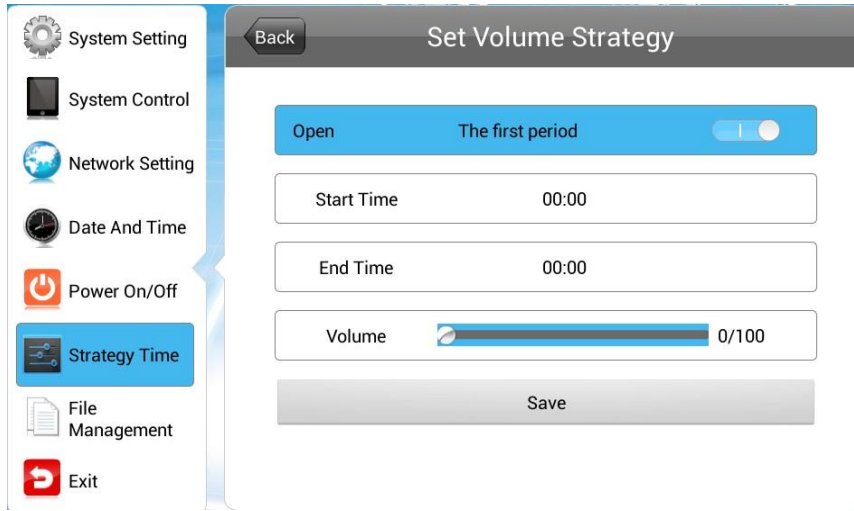 System Setting
System Control
Network Setting
Date And Time
Power On/Off
Strategy Time
File
Management
Exit
Back
Set Volume Strategy
Open The first period
Start Time 00:00
End Time 00:00
Volume 0/100
Save